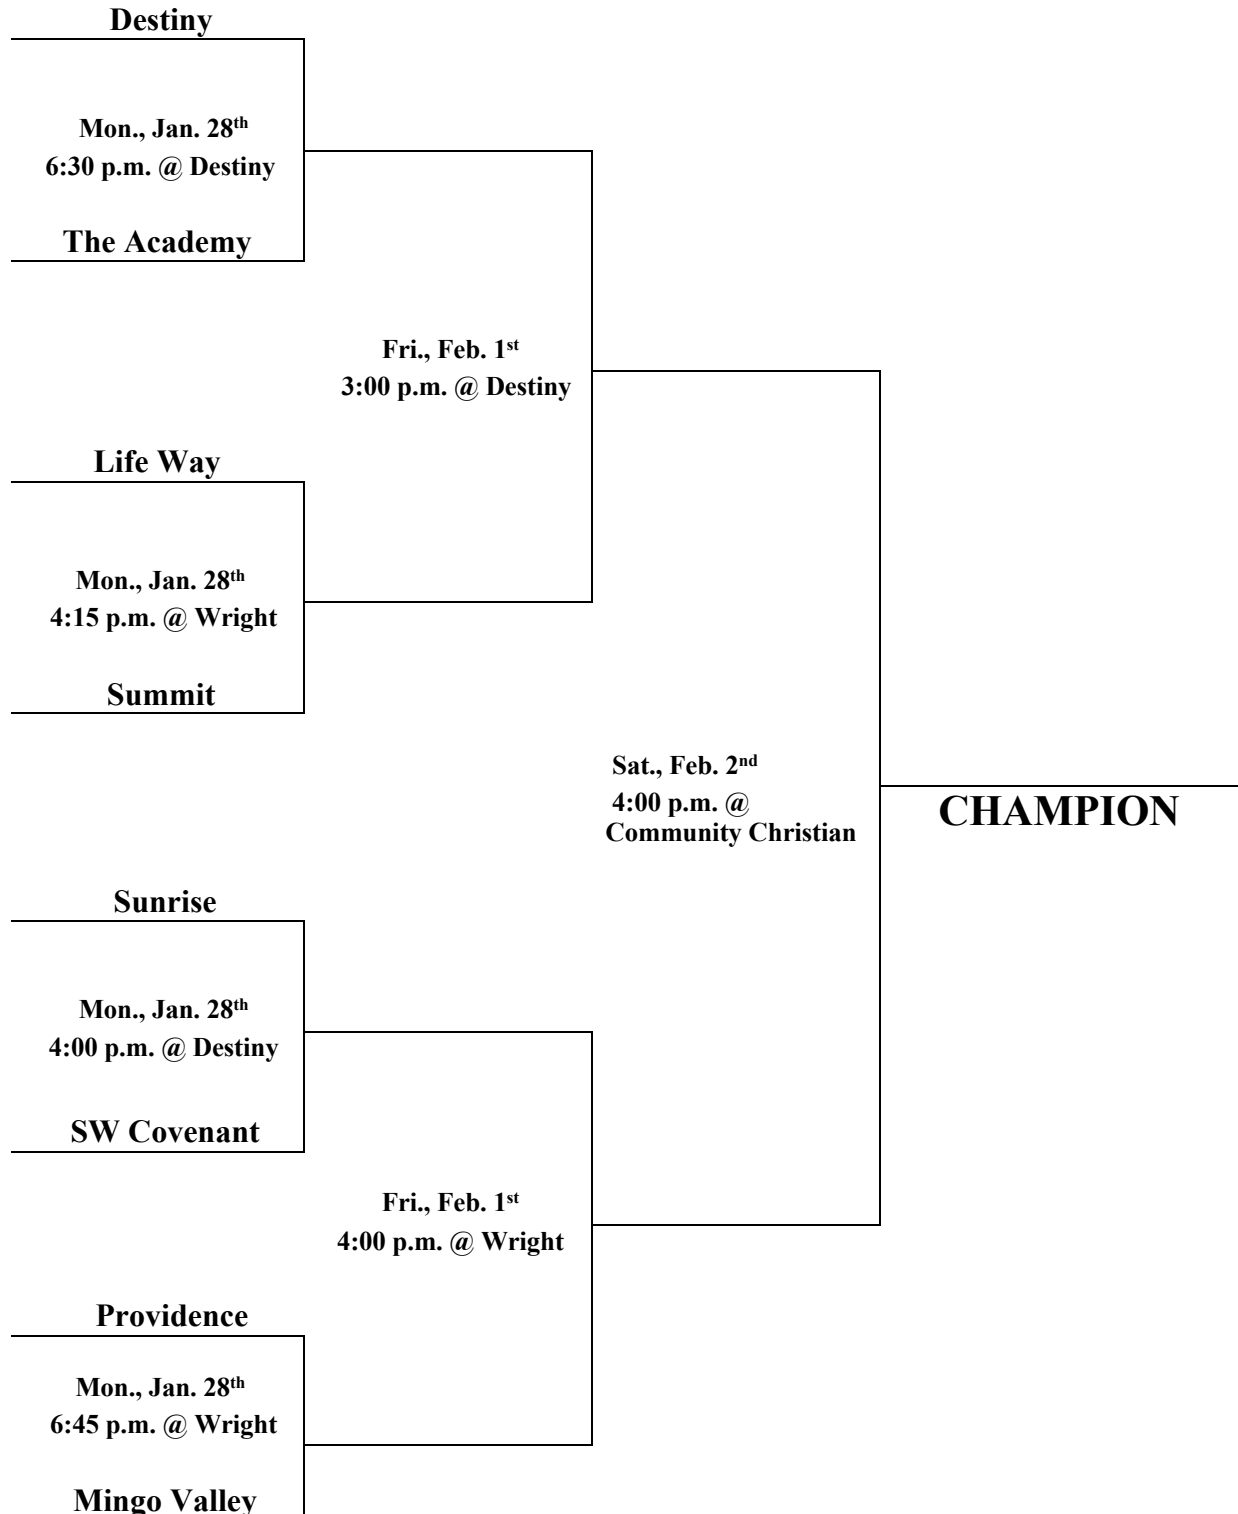 Destiny
Mon., Jan. 28th
6:30 p.m. @ Destiny
The Academy
Fri., Feb. 1st
3:00 p.m. @ Destiny
Life Way
Mon., Jan. 28th
4:15 p.m. @ Wright
Summit
Sat., Feb. 2nd
4:00 p.m. @
Community Christian
CHAMPION
Sunrise
Mon., Jan. 28th
4:00 p.m. @ Destiny
SW Covenant
Fri., Feb. 1st
4:00 p.m. @ Wright
Providence
Mon., Jan. 28th
6:45 p.m. @ Wright
Mingo Valley